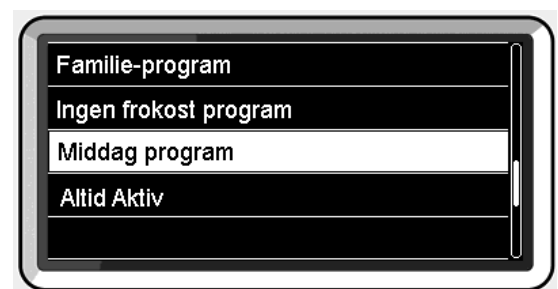 Familie-program
Ingen frokost program
Middag program
Altid Aktiv